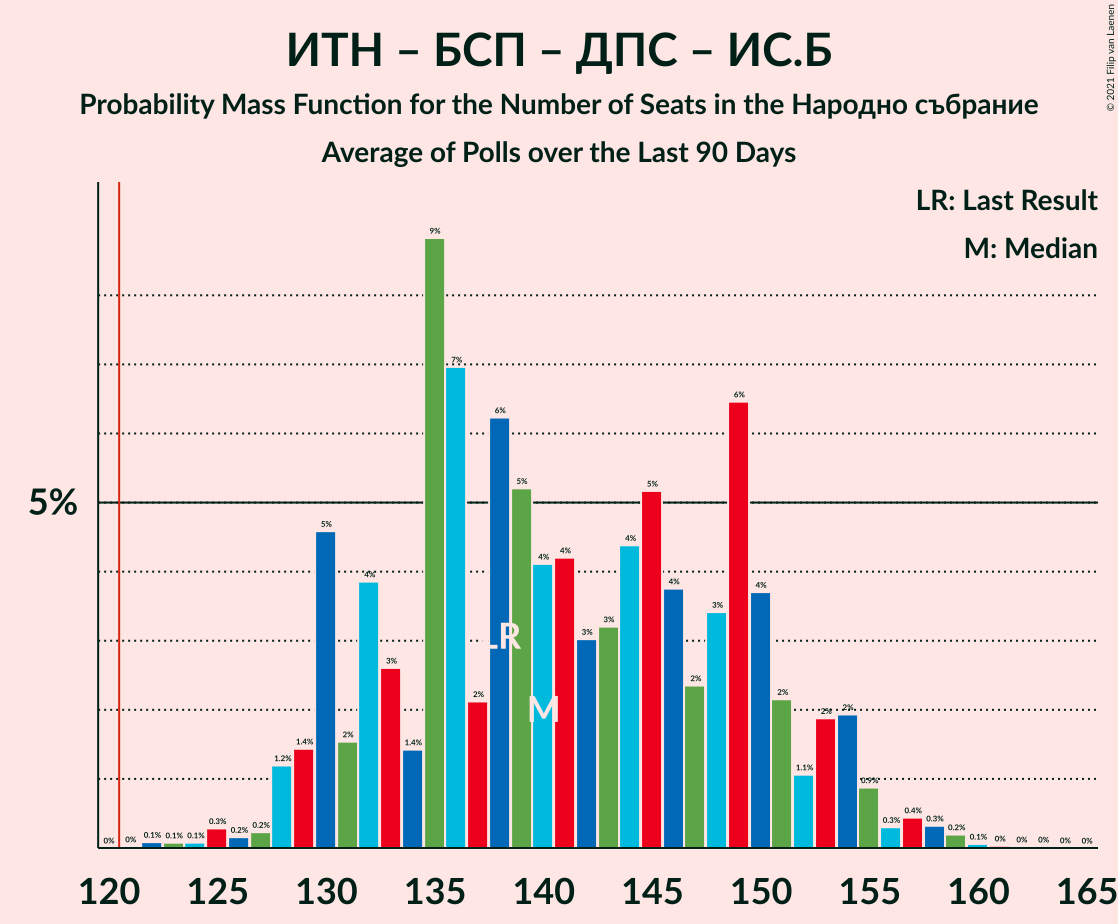 ИТН – БСП – ДПС – ИС.Б
Probability Mass Function for the Number of Seats in the Народно събрание
Average of Polls over the Last 90 Days
© 2021 Filip van Laenen
LR: Last Result
M: Median
5%
0% 0% 0.1% 0.1% 0.1% 0.3% 0.2% 0.2% 1.2% 1.4% 5% 2% 4% 3% 1.4% 9% 7% 2% 6% 5% 4% 4% 3% 3% 4% 5% 4% 2% 3% 6% 4% 2% 1.1% 2% 2% 0.9% 0.3% 0.4% 0.3% 0.2% 0.1% 0% 0% 0% 0% 0%
LR
M
120 125 130 135 140 145 150 155 160 165